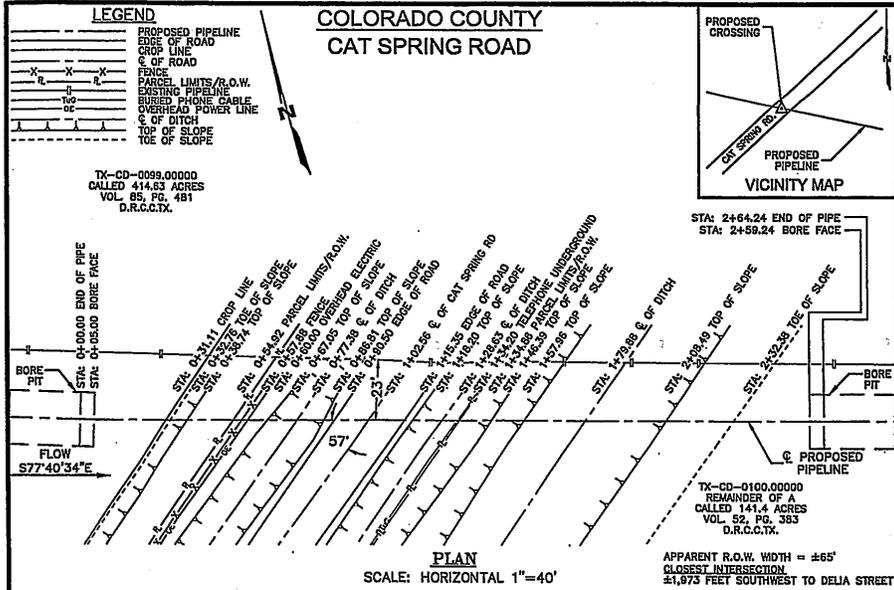 LEGEND
PROPOSED PIPELINE
EDGE OF ROAD
CROP LINE
℄ OF ROAD
FENCE
PARCEL LIMITS/R.O.W.
EXISTING PIPELINE
BURIED PHONE CABLE
OVERHEAD POWER LINE
℄ OF DITCH
TOP OF SLOPE
TOE OF SLOPE
COLORADO COUNTY
CAT SPRING ROAD
N
PROPOSED
CROSSING
CAT SPRING RD.
PROPOSED
PIPELINE
VICINITY MAP
TX-CD-0099.00000
CALLED 414.63 ACRES
VOL. 85, PG. 481
D.R.C.C.TX.
STA: 2+64.24 END OF PIPE
STA: 2+59.24 BORE FACE
STA: 0+00.00 END OF PIPE
STA: 0+05.00 BORE FACE
STA: 0+31.11 CROP LINE
STA: 0+32.76 TOE OF SLOPE
STA: 0+38.74 TOP OF SLOPE
STA: 0+54.92 PARCEL LIMITS/R.O.W.
STA: 0+57.88 FENCE
STA: 0+60.00 OVERHEAD ELECTRIC
STA: 0+67.05 TOP OF SLOPE
STA: 0+77.38 ℄ OF DITCH
STA: 0+88.81 TOP OF SLOPE
STA: 0+90.50 EDGE OF ROAD
STA: 1+02.56 ℄ OF CAT SPRING RD
STA: 1+15.35 EDGE OF ROAD
STA: 1+18.20 TOP OF SLOPE
STA: 1+28.63 ℄ OF DITCH
STA: 1+34.20 TELEPHONE UNDERGROUND
STA: 1+34.86 PARCEL LIMITS/R.O.W.
STA: 1+46.39 TOP OF SLOPE
STA: 1+57.96 TOP OF SLOPE
STA: 1+79.88 ℄ OF DITCH
STA: 2+08.49 TOP OF SLOPE
STA: 2+32.39 TOE OF SLOPE
BORE
PIT
BORE
PIT
23'
57'
FLOW
S77°40'34"E
℄ PROPOSED
PIPELINE
TX-CD-0100.00000
REMAINDER OF A
CALLED 141.4 ACRES
VOL. 52, PG. 383
D.R.C.C.TX.
PLAN
SCALE: HORIZONTAL 1"=40'
APPARENT R.O.W. WIDTH = ±65'
CLOSEST INTERSECTION
±1,973 FEET SOUTHWEST TO DELIA STREET